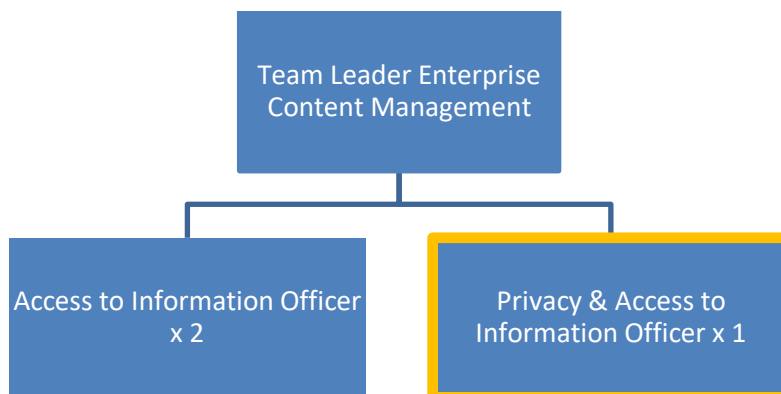 Team Leader Enterprise
Content Management
Access to Information Officer
x 2
Privacy & Access to
Information Officer x 1